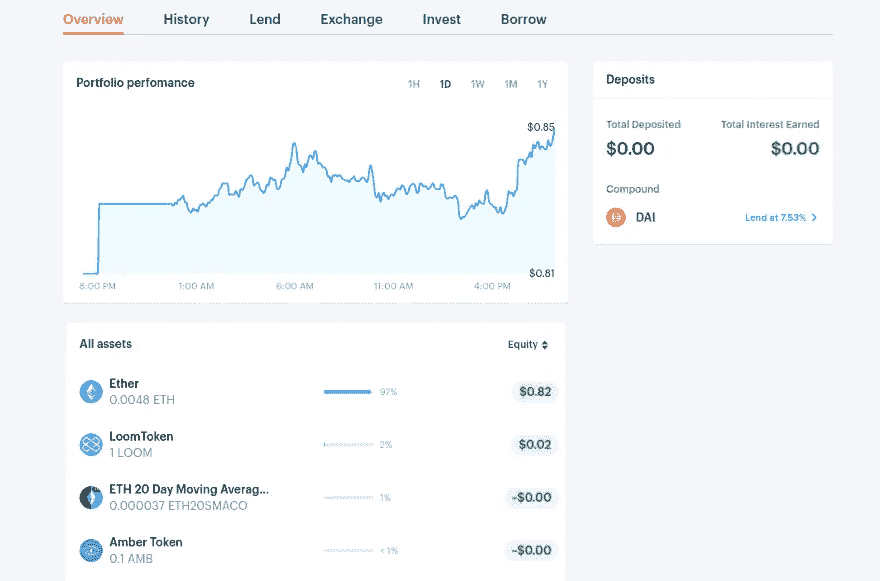 Overview History Lend Exchange Invest Borrow
Portfolio perfomance
1H 1D 1W 1M 1Y
$0.85
$0.81
8:00 PM 1:00 AM 6:00 AM 11:00 AM 4:00 PM
Deposits
Total Deposited Total Interest Earned
$0.00 $0.00
Compound
DAI Lend at 7.53%
All assets Equity
Ether
0.0048 ETH 97% $0.82
LoomToken
1 LOOM 2% $0.02
ETH 20 Day Moving Averag...
0.000037 ETH20SMACO 1% ~$0.00
Amber Token
0.1 AMB <1% ~$0.00